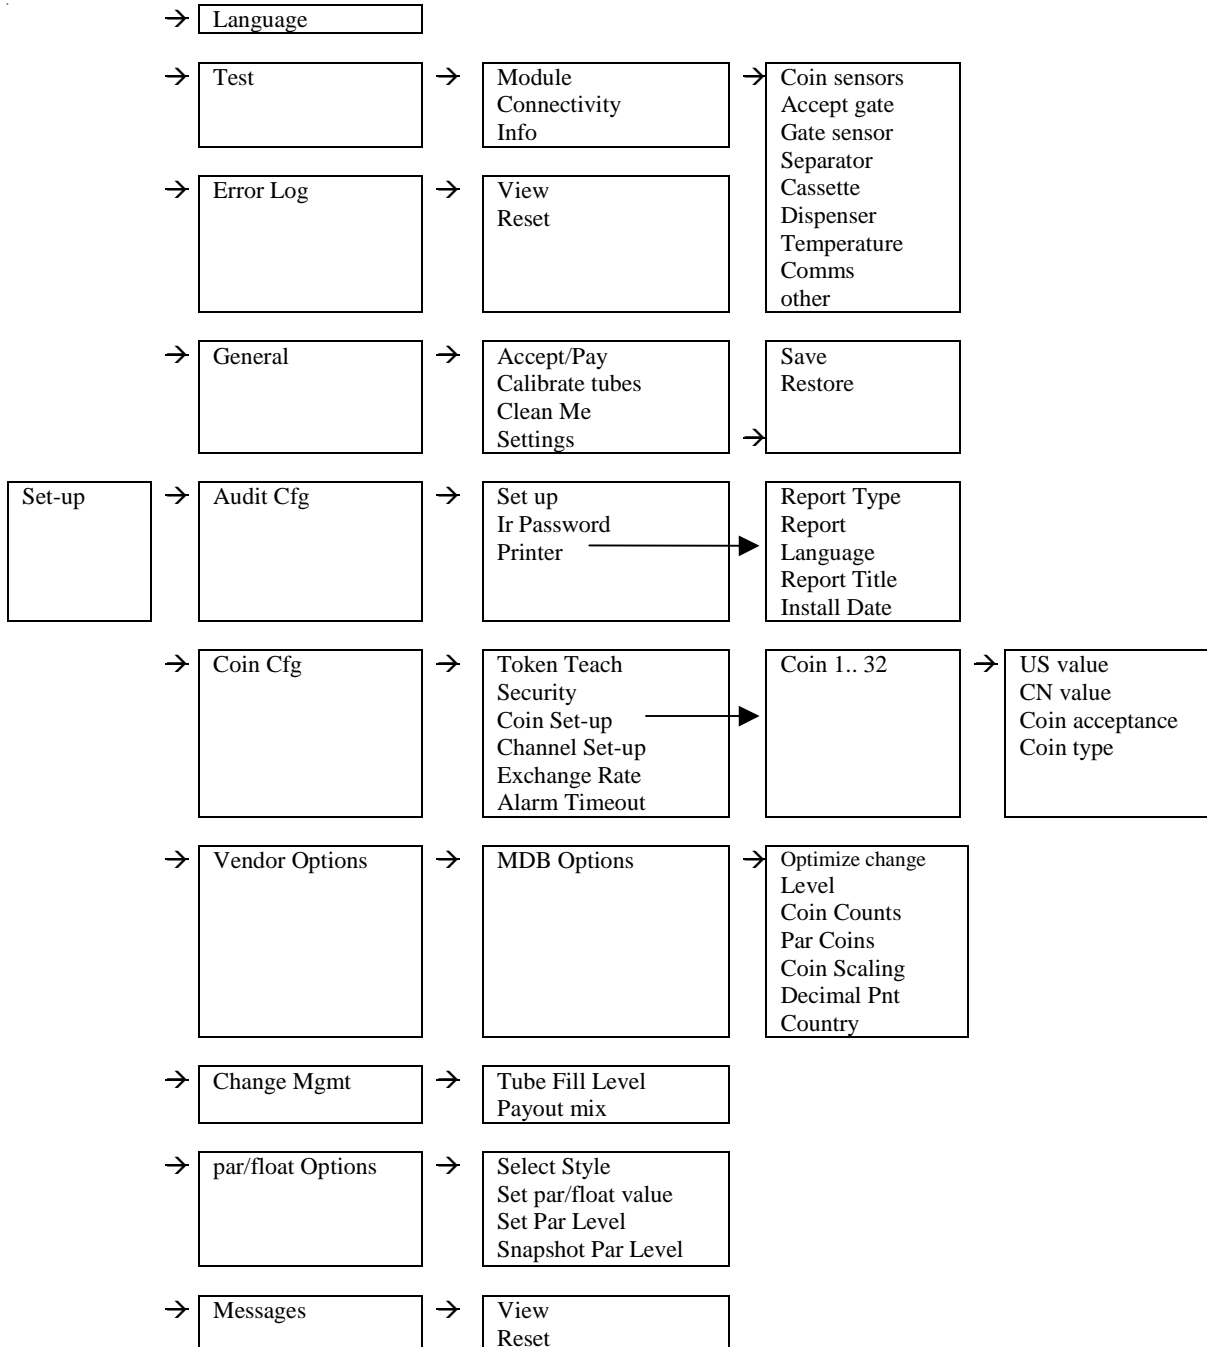 Language
Test
Module
Connectivity
Info
Coin sensors
Accept gate
Gate sensor
Separator
Cassette
Dispenser
Temperature
Comms
other
Error Log
View
Reset
General
Accept/Pay
Calibrate tubes
Clean Me
Settings
Save
Restore
Set-up
Audit Cfg
Set up
Ir Password
Printer
Report Type
Report
Language
Report Title
Install Date
Coin Cfg
Token Teach
Security
Coin Set-up
Channel Set-up
Exchange Rate
Alarm Timeout
Coin 1.. 32
US value
CN value
Coin acceptance
Coin type
Vendor Options
MDB Options
Optimize change
Level
Coin Counts
Par Coins
Coin Scaling
Decimal Pnt
Country
Change Mgmt
Tube Fill Level
Payout mix
par/float Options
Select Style
Set par/float value
Set Par Level
Snapshot Par Level
Messages
View
Reset